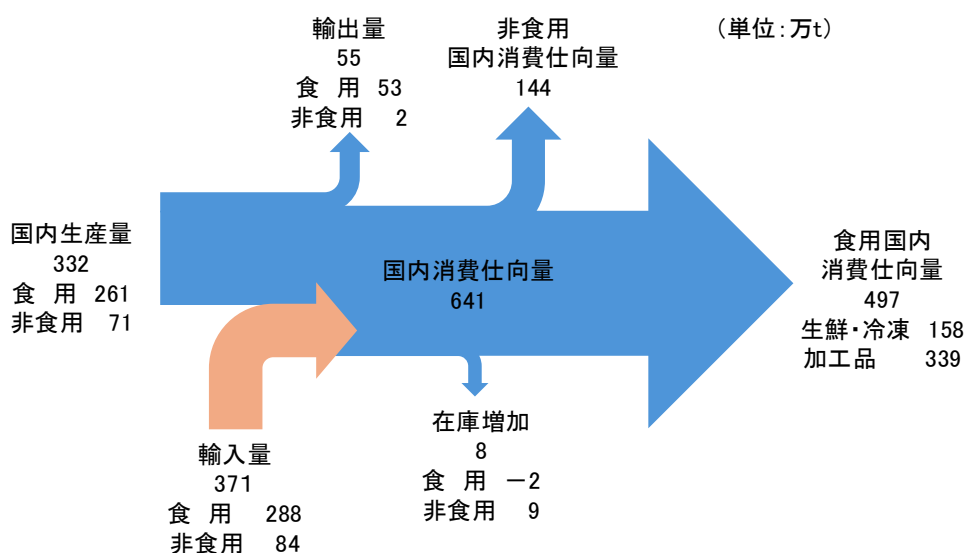 輸出量
55
食 用 53
非食用 2
非食用
国内消費仕向量
144
（単位：万t）
国内生産量
332
食 用 261
非食用 71
国内消費仕向量
641
食用国内
消費仕向量
497
生鮮・冷凍 158
加工品 339
輸入量
371
食 用 288
非食用 84
在庫増加
8
食 用 －2
非食用 9